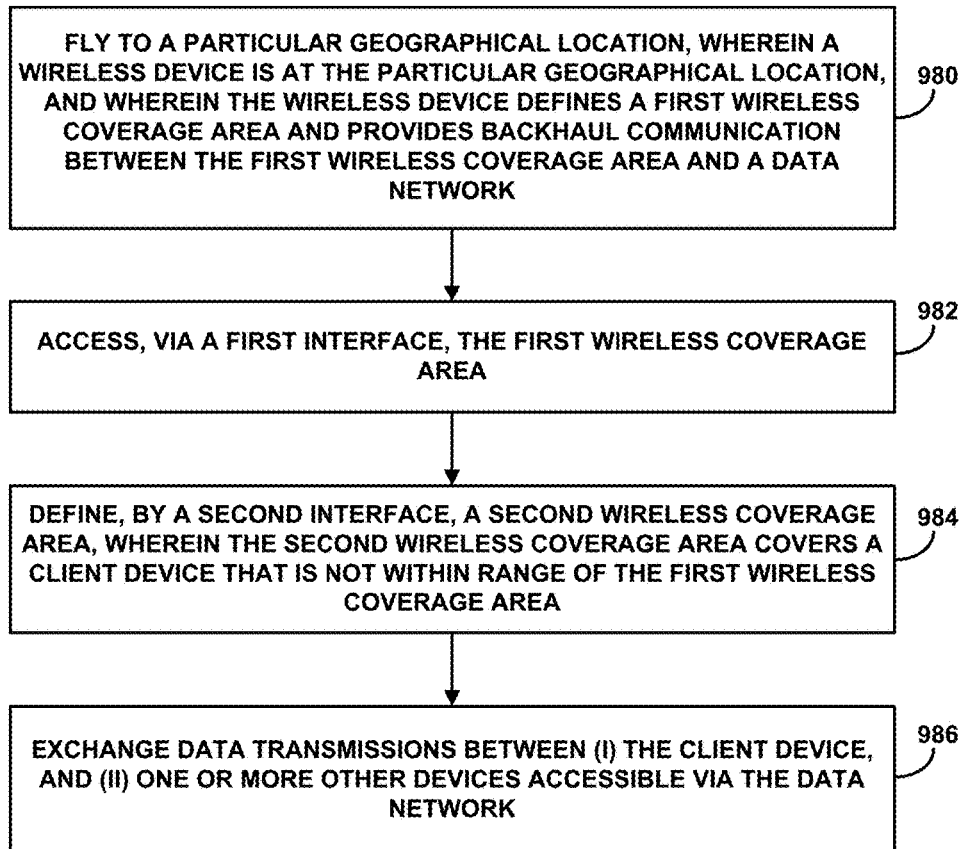 FLY TO A PARTICULAR GEOGRAPHICAL LOCATION, WHEREIN A
WIRELESS DEVICE IS AT THE PARTICULAR GEOGRAPHICAL LOCATION,
AND WHEREIN THE WIRELESS DEVICE DEFINES A FIRST WIRELESS
COVERAGE AREA AND PROVIDES BACKHAUL COMMUNICATION
BETWEEN THE FIRST WIRELESS COVERAGE AREA AND A DATA
NETWORK
980
ACCESS, VIA A FIRST INTERFACE, THE FIRST WIRELESS COVERAGE
AREA
982
DEFINE, BY A SECOND INTERFACE, A SECOND WIRELESS COVERAGE
AREA, WHEREIN THE SECOND WIRELESS COVERAGE AREA COVERS A
CLIENT DEVICE THAT IS NOT WITHIN RANGE OF THE FIRST WIRELESS
COVERAGE AREA
984
EXCHANGE DATA TRANSMISSIONS BETWEEN (I) THE CLIENT DEVICE,
AND (II) ONE OR MORE OTHER DEVICES ACCESSIBLE VIA THE DATA
NETWORK
986